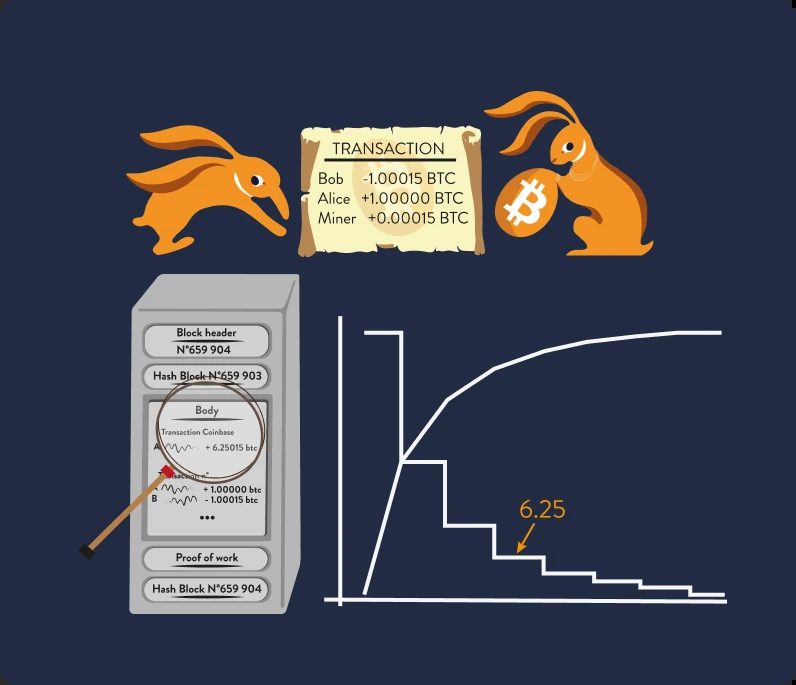 TRANSACTION
Bob -1.00015 BTC
Alice +1.00000 BTC
Miner +0.00015 BTC
Block header
N°659 904
Hash Block N°659 903
Body
Transaction Coinbase
A + 6.25015 btc
n°
+ 1.00000 btc
B - 1.00015 btc
•••
Proof of work
Hash Block N°659 904
6.25